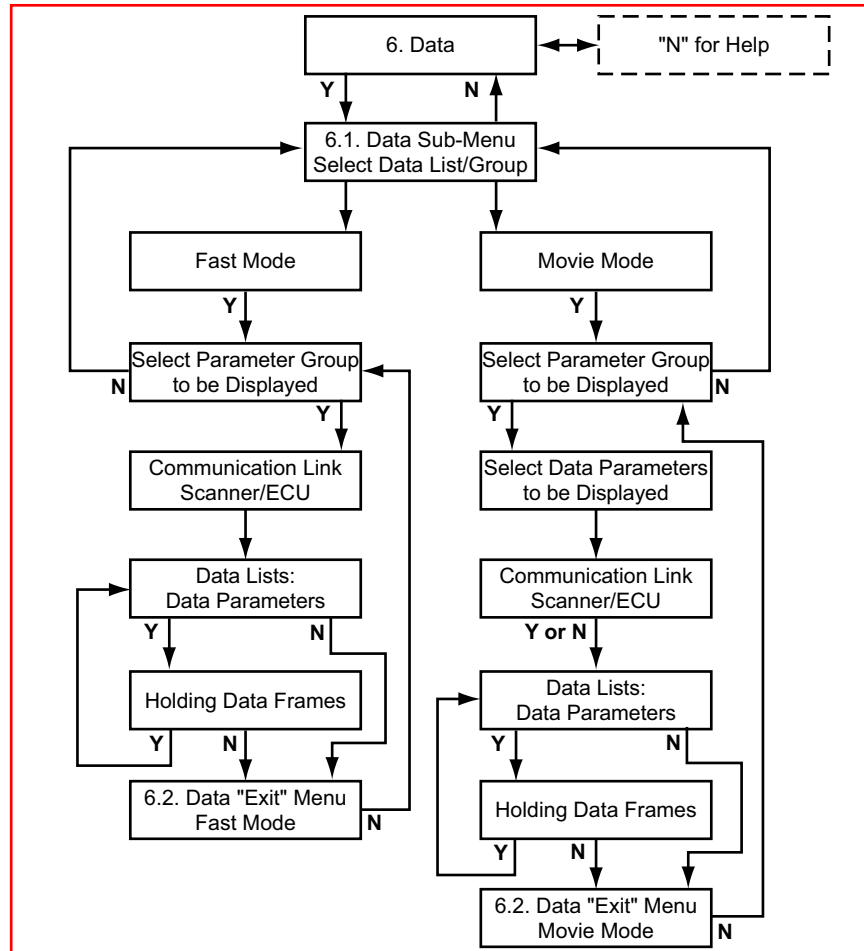 6. Data
"N" for Help
Y
N
6.1. Data Sub-Menu
Select Data List/Group
Fast Mode
Movie Mode
Y
Y
Select Parameter Group
to be Displayed
Select Parameter Group
to be Displayed
N
Y
Y
N
Communication Link
Scanner/ECU
Select Data Parameters
to be Displayed
Data Lists:
Data Parameters
Communication Link
Scanner/ECU
Y
N
Y or N
Holding Data Frames
Data Lists:
Data Parameters
Y
N
Y
N
6.2. Data "Exit" Menu
Fast Mode
N
Holding Data Frames
Y
N
6.2. Data "Exit" Menu
Movie Mode
N